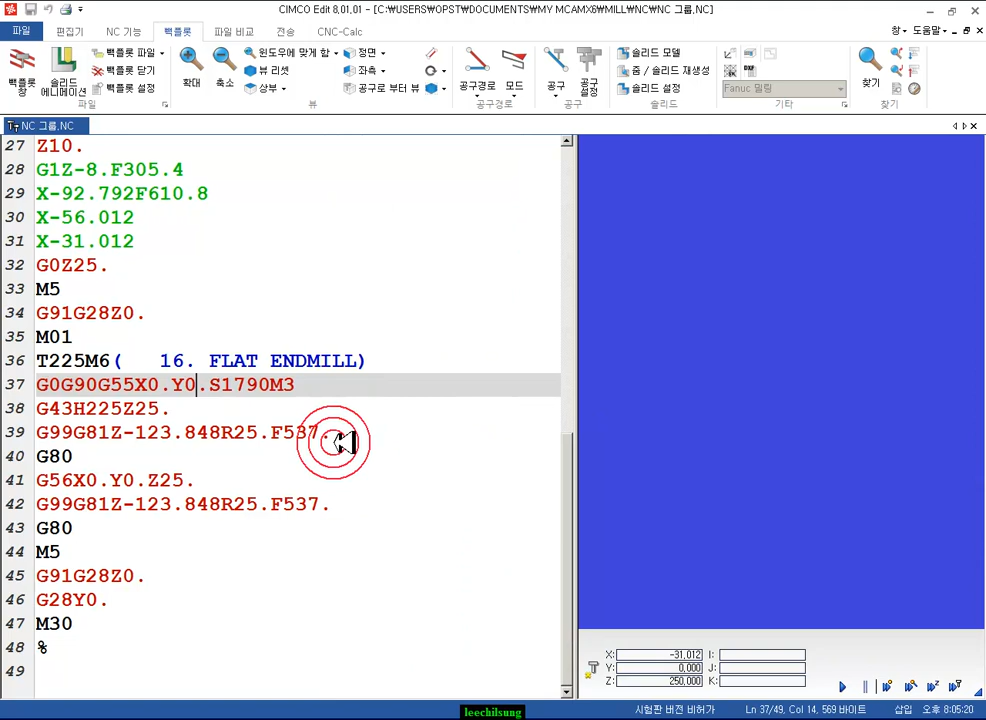 CIMCO Edit 8,01,01 - [C:₩USERS₩OPST₩DOCUMENTS₩MY MCAMX6₩MILL₩NC₩NC 그룹,NC]
파일 편집기 NC 기능 백플롯 파일 비교 전송 CNC-Calc 창 도움말
백플롯 창
솔리드 애니메이션
백플롯 파일
백플롯 닫기
백플롯 설정
파일
확대
축소
윈도우에 맞게 함
뷰 리셋
상부
정면
좌측
공구로 부터 뷰
뷰
공구경로
모드
공구경로
공구
공구 설정
공구
솔리드 모델
줌 / 솔리드 재생성
솔리드 설정
솔리드
Fanuc 밀링
기타
찾기
찾기
NC 그룹,NC
27 Z10.
28 G1Z-8.F305.4
29 X-92.792F610.8
30 X-56.012
31 X-31.012
32 G0Z25.
33 M5
34 G91G28Z0.
35 M01
36 T225M6(   16. FLAT ENDMILL)
37 G0G90G55X0.Y0.S1790M3
38 G43H225Z25.
39 G99G81Z-123.848R25.F537.
40 G80
41 G56X0.Y0.Z25.
42 G99G81Z-123.848R25.F537.
43 G80
44 M5
45 G91G28Z0.
46 G28Y0.
47 M30
48 %
49
X: -31,012 I:
Y: 0,000 J:
Z: 250,000 K:
leechilsung
시험판 버전 비허가 Ln 37/49, Col 14, 569 바이트 삽입 오후 8:05:20